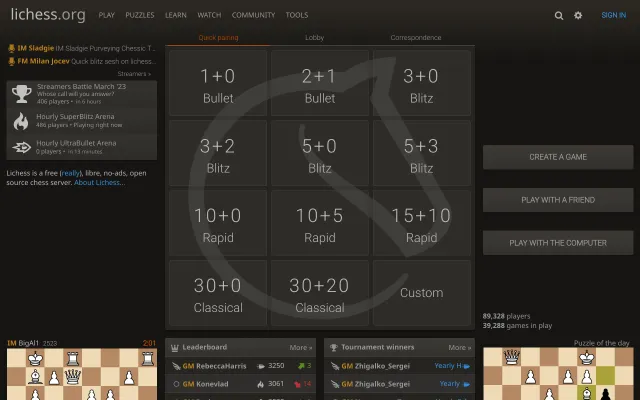 lichess.org PLAY PUZZLES LEARN WATCH COMMUNITY TOOLS SIGN IN
IM Sladgie IM Sladgie Purveying Chessic T...
FM Milan Jocev Quick blitz sesh on lichess...
Streamers »
Streamers Battle March '23
Whose call will you answer?
406 players • in 6 hours
Hourly SuperBlitz Arena
486 players • Playing right now
Hourly UltraBullet Arena
0 players • in 13 minutes
Lichess is a free (really), libre, no-ads, open
source chess server. About Lichess...
Quick pairing Lobby Correspondence
1+0 2+1 3+0
Bullet Bullet Blitz
3+2 5+0 5+3
Blitz Blitz Blitz
10+0 10+5 15+10
Rapid Rapid Rapid
30+0 30+20 Custom
Classical Classical
CREATE A GAME
PLAY WITH A FRIEND
PLAY WITH THE COMPUTER
89,328 players
39,288 games in play
IM BigAl1 2523
Leaderboard More »
GM RebeccaHarris 3250 3
GM Konevlad 3061 14
Tournament winners More »
GM Zhigalko_Sergei Yearly H
GM Zhigalko_Sergei Yearly
Puzzle of the day